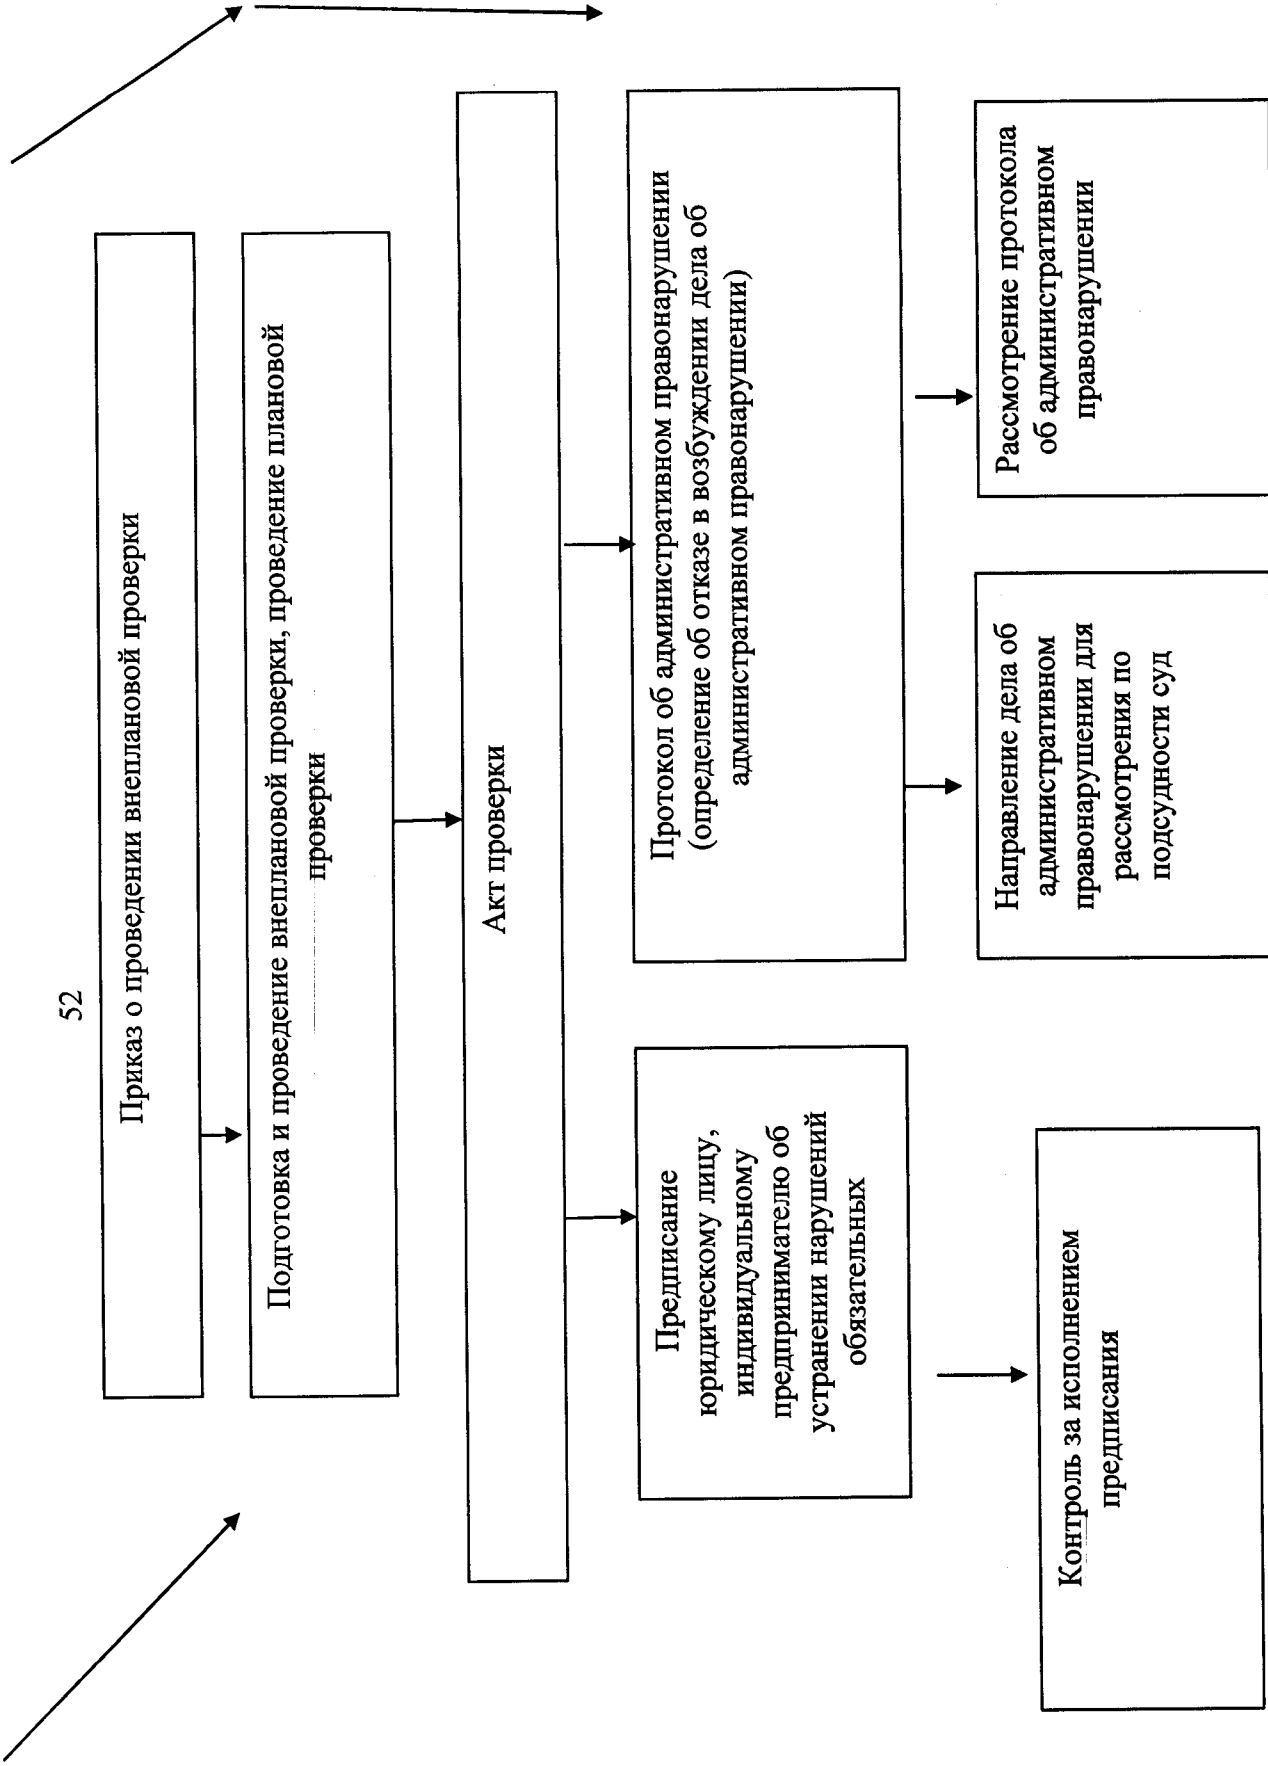 52
Приказ о проведении внеплановой проверки
Подготовка и проведение внеплановой проверки, проведение плановой
проверки
Акт проверки
Предписание
юридическому лицу,
индивидуальному
предпринимателю об
устранении нарушений
обязательных
Протокол об административном правонарушении
(определение об отказе в возбуждении дела об
административном правонарушении)
Контроль за исполнением
предписания
Направление дела об
административном
правонарушении для
рассмотрения по
подсудности суд
Рассмотрение протокола
об административном
правонарушении